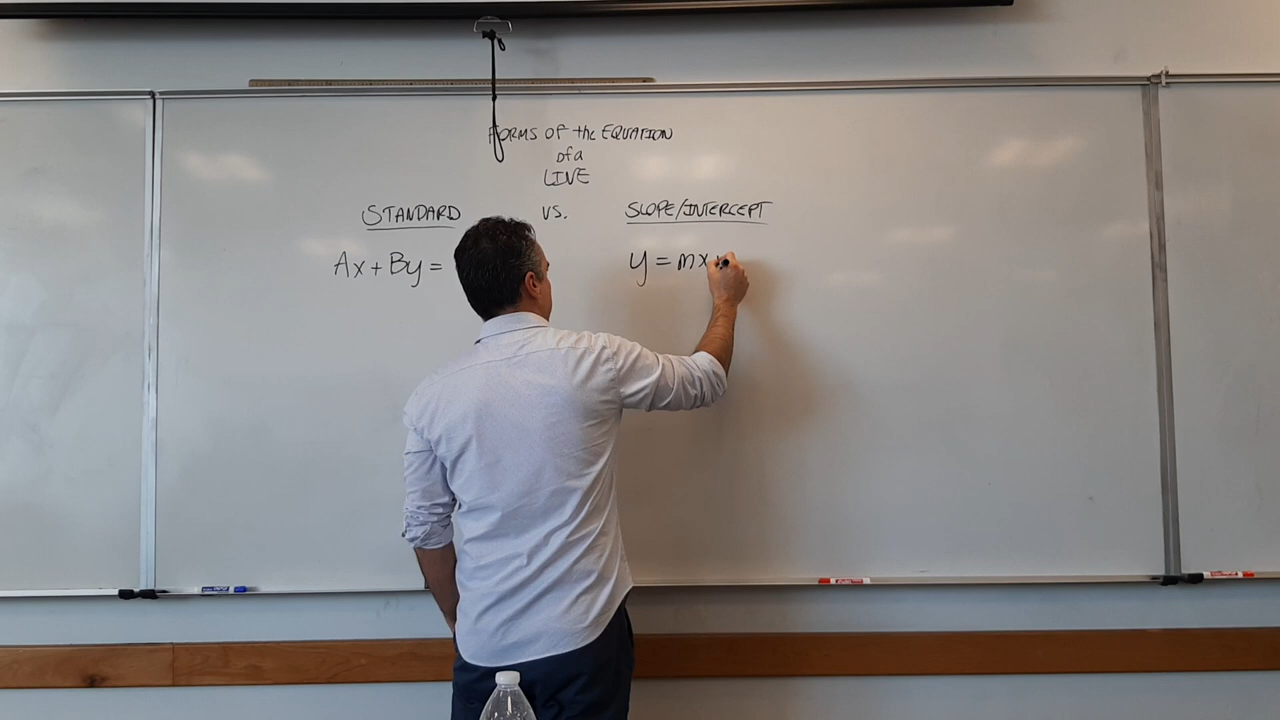 FORMS OF the EQUATION
of a
LINE
STANDARD VS. SLOPE/INTERCEPT
Ax + By =
y = mx +